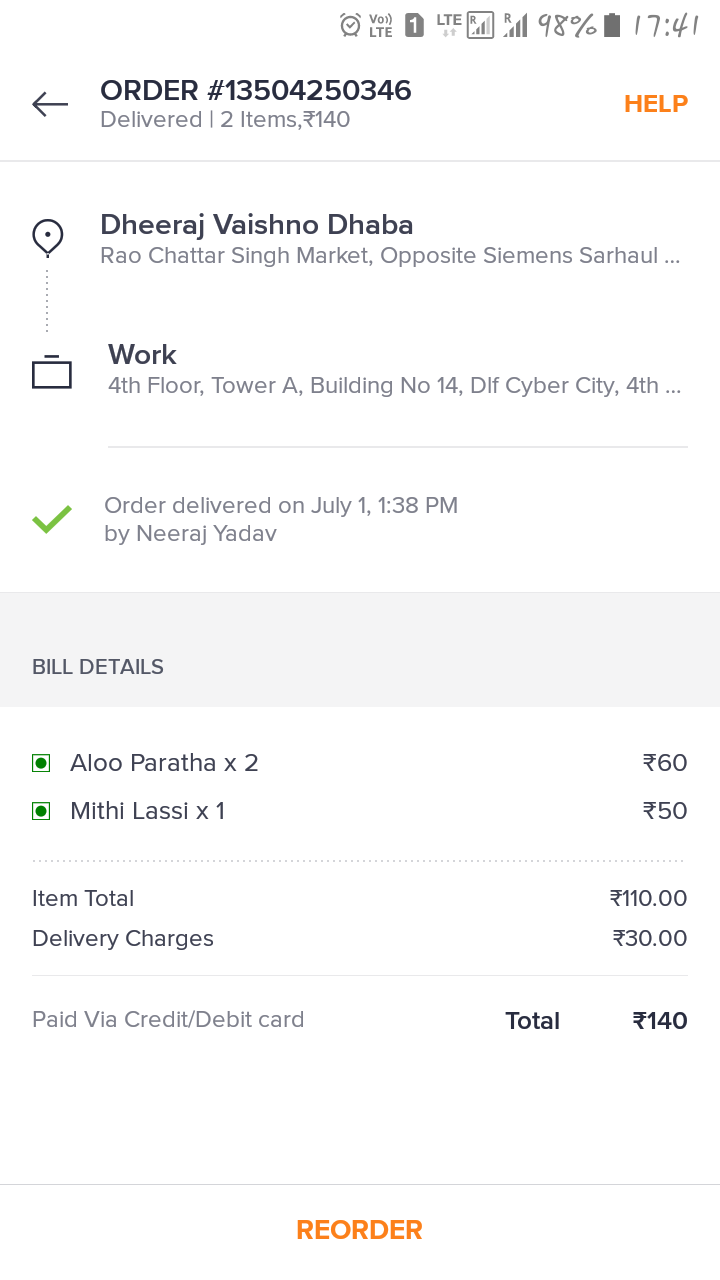 Vo)) LTE 1 LTE R R 98% 17:41
ORDER #13504250346
HELP
Delivered | 2 Items,₹140
Dheeraj Vaishno Dhaba
Rao Chattar Singh Market, Opposite Siemens Sarhaul ...
Work
4th Floor, Tower A, Building No 14, Dlf Cyber City, 4th ...
Order delivered on July 1, 1:38 PM
by Neeraj Yadav
BILL DETAILS
Aloo Paratha x 2 ₹60
Mithi Lassi x 1 ₹50
Item Total ₹110.00
Delivery Charges ₹30.00
Paid Via Credit/Debit card Total ₹140
REORDER